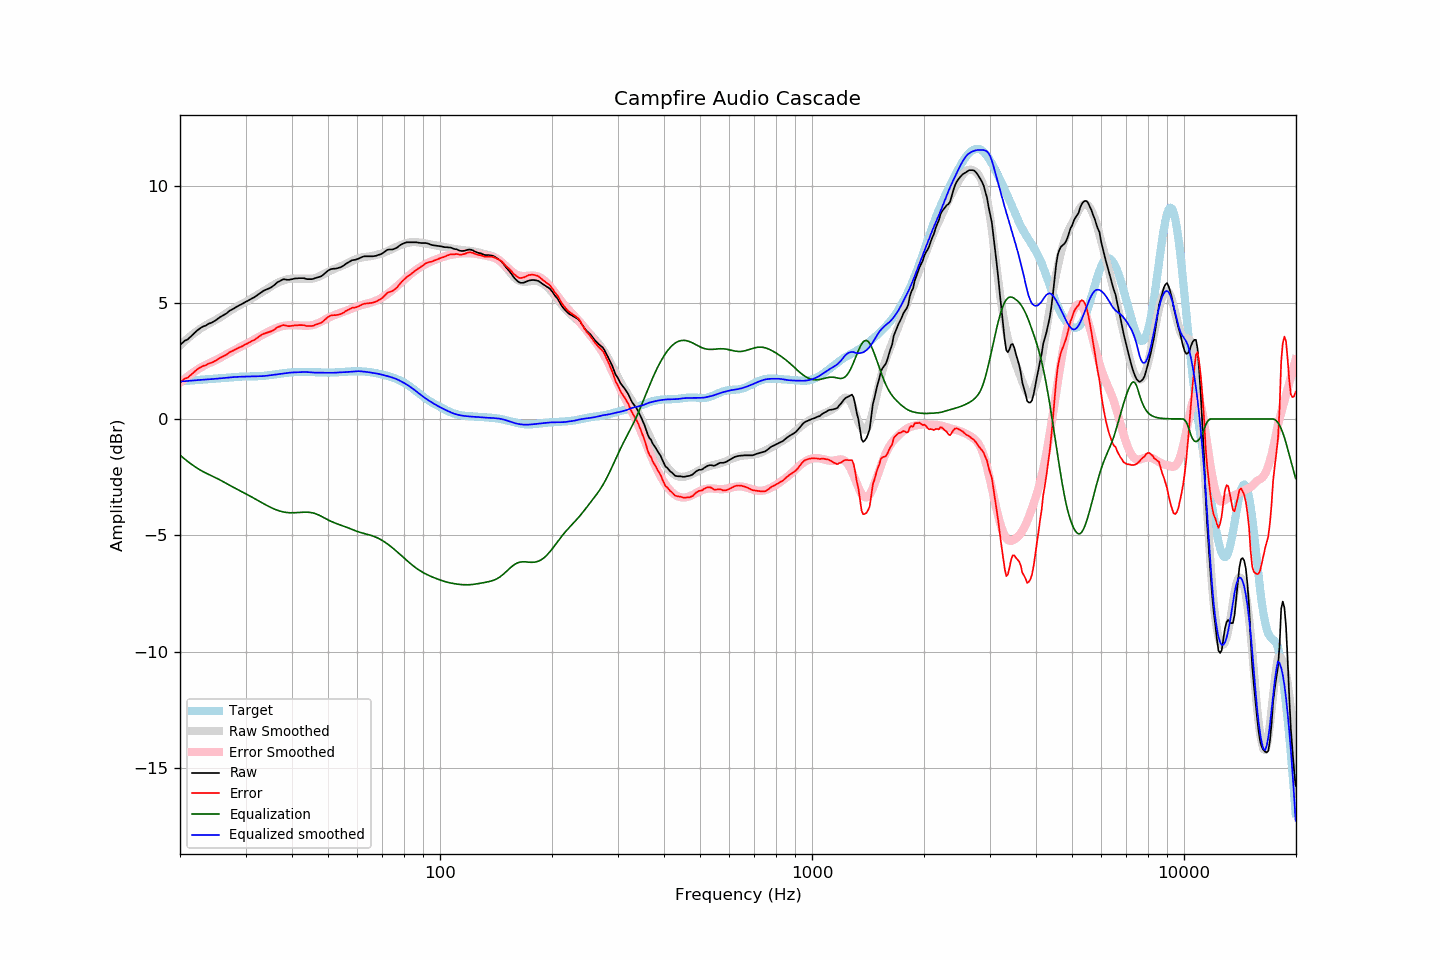 Campfire Audio Cascade
Amplitude (dBr)
10
5
0
−5
−10
−15
Target
Raw Smoothed
Error Smoothed
Raw
Error
Equalization
Equalized smoothed
100
1000
10000
Frequency (Hz)